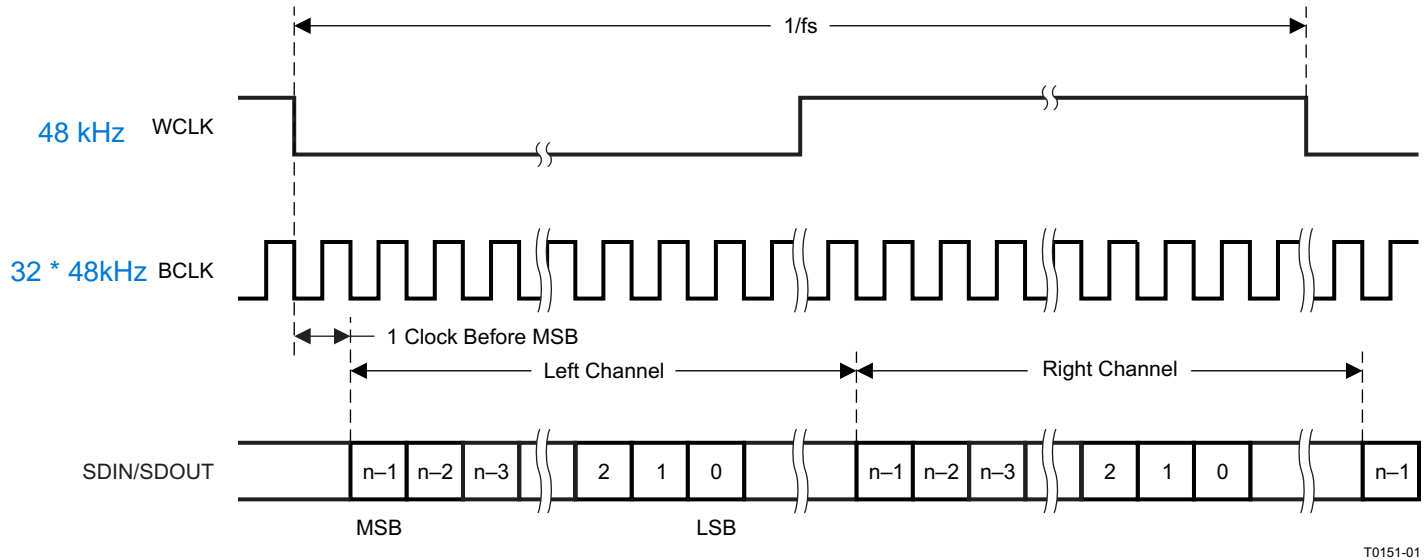 1/fs
48 kHz WCLK
32 * 48kHz BCLK
1 Clock Before MSB
Left Channel Right Channel
SDIN/SDOUT n–1 n–2 n–3 2 1 0 n–1 n–2 n–3 2 1 0 n–1
MSB LSB
T0151-01